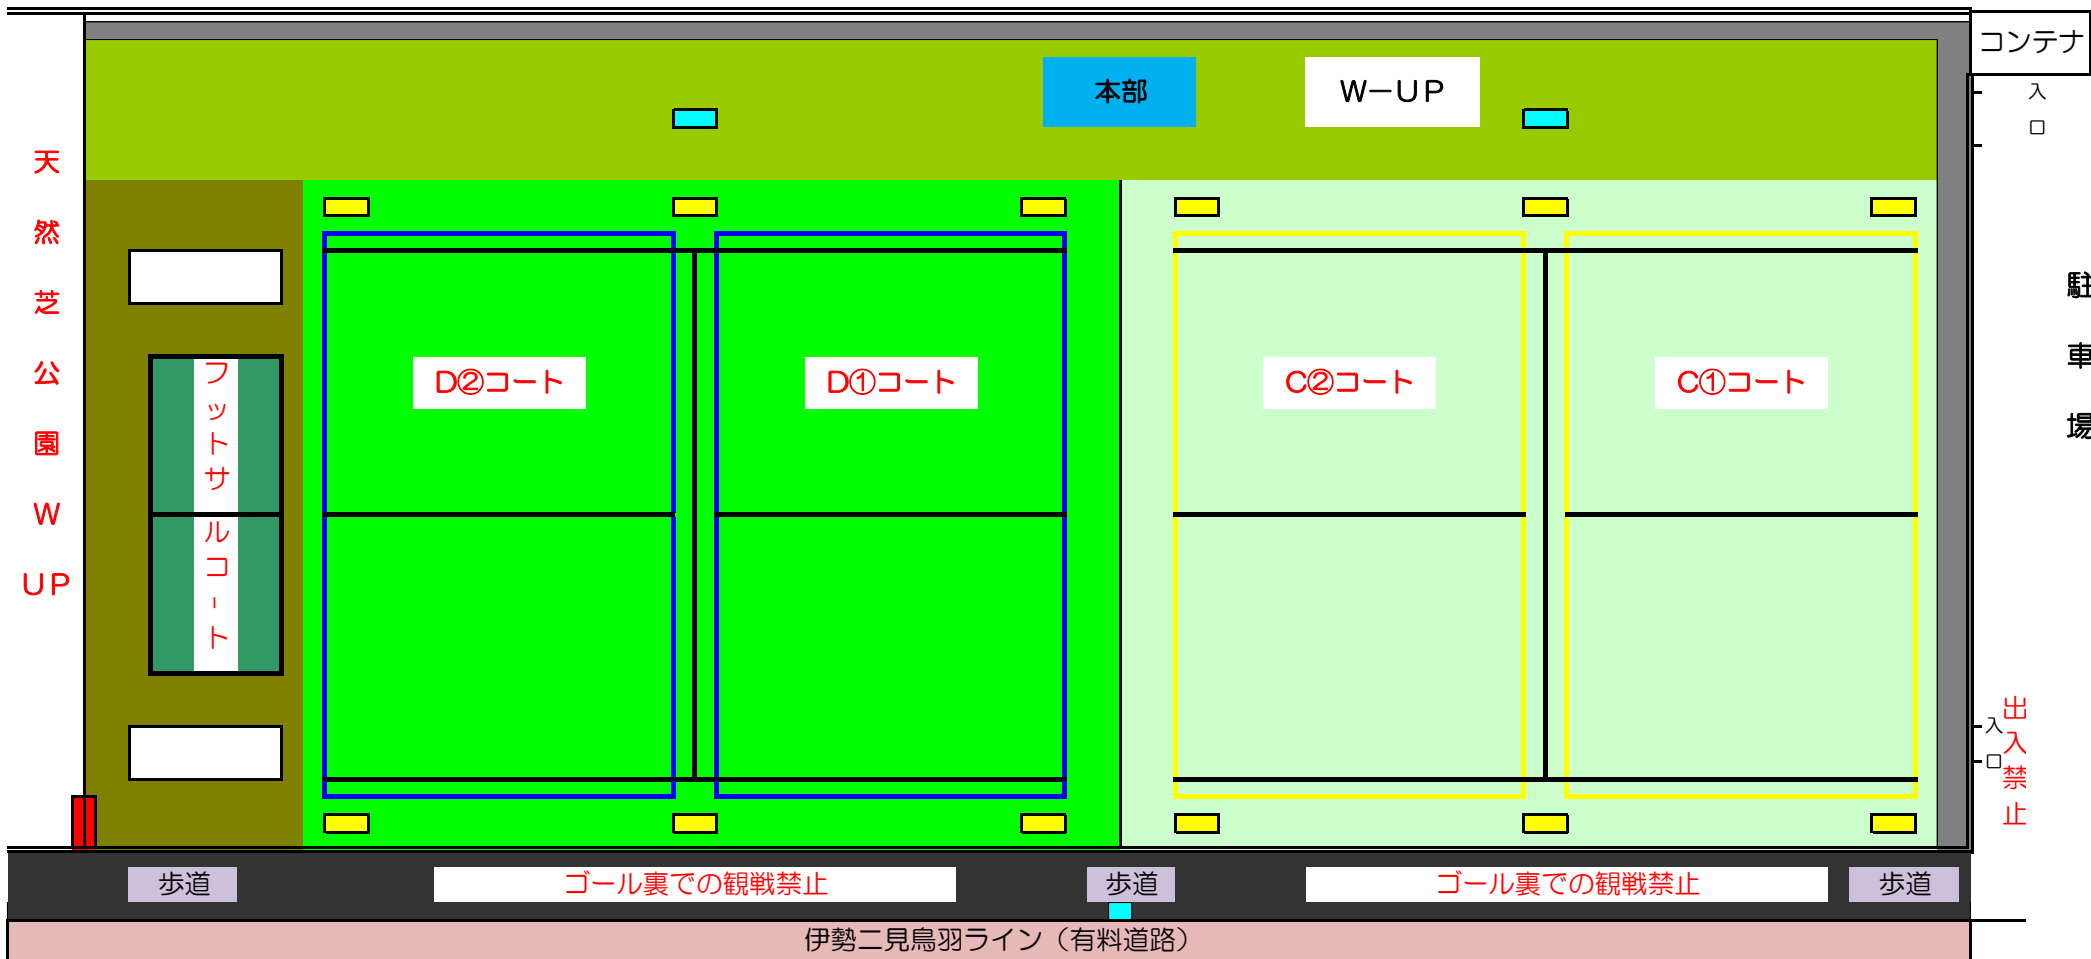 コンテナ
本部
W－UP
入口
天然芝公園WUP
駐車場
D②コート
D①コート
C②コート
C①コート
フットサルコ-ト
入口
出入禁止
歩道
ゴール裏での観戦禁止
歩道
ゴール裏での観戦禁止
歩道
伊勢二見鳥羽ライン（有料道路）